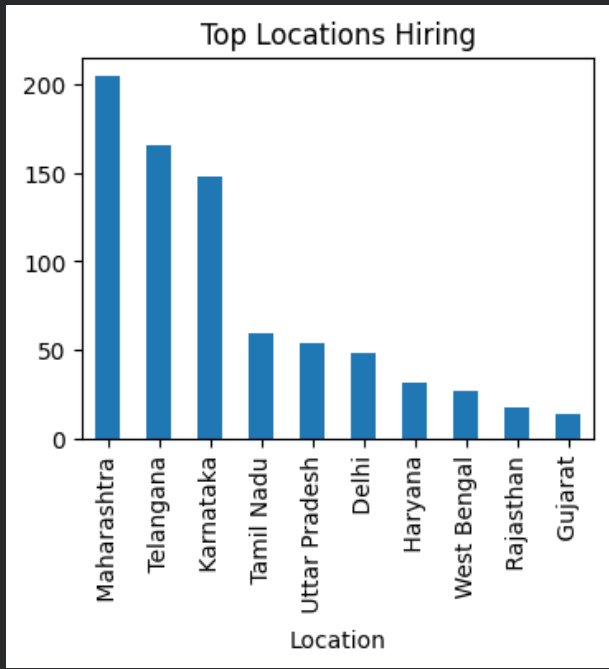 Top Locations Hiring
200
150
100
50
0
Maharashtra
Telangana
Karnataka
Tamil Nadu
Uttar Pradesh
Delhi
Haryana
West Bengal
Rajasthan
Gujarat
Location